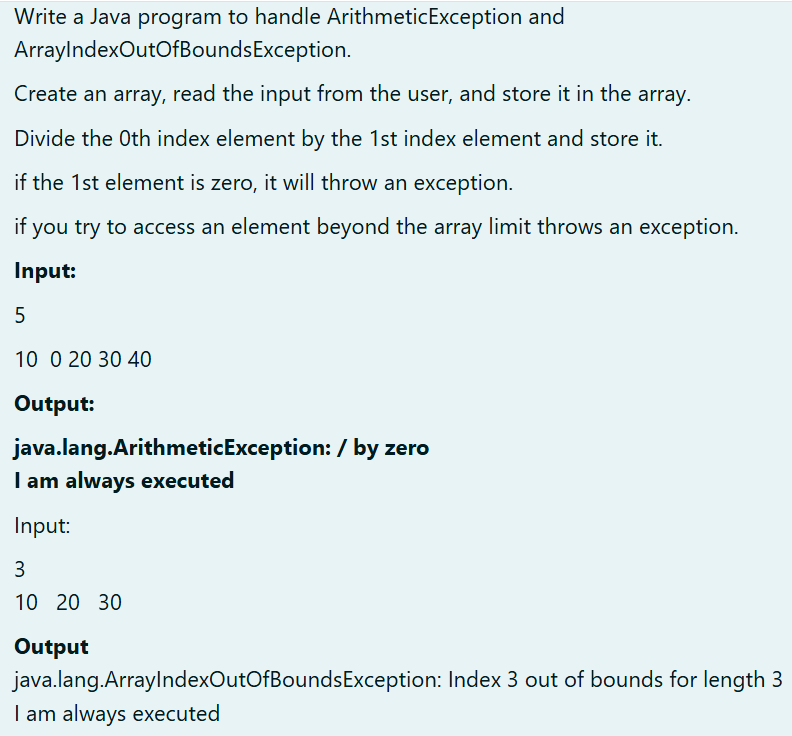 Write a Java program to handle ArithmeticException and
ArrayIndexOutOfBoundsException.
Create an array, read the input from the user, and store it in the array.
Divide the 0th index element by the 1st index element and store it.
if the 1st element is zero, it will throw an exception.
if you try to access an element beyond the array limit throws an exception.
Input:
5
10  0 20 30 40
Output:
java.lang.ArithmeticException: / by zero
I am always executed
Input:
3
10   20   30
Output
java.lang.ArrayIndexOutOfBoundsException: Index 3 out of bounds for length 3
I am always executed